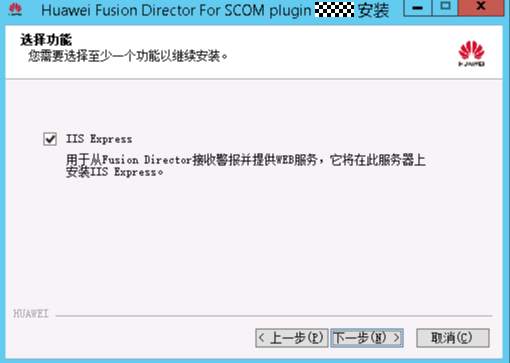 Huawei Fusion Director For SCOM plugin 安装
选择功能
您需要选择至少一个功能以继续安装。
HUAWEI
IIS Express
用于从Fusion Director接收警报并提供WEB服务，它将在此服务器上
安装IIS Express。
HUAWEI
< 上一步(P) 下一步(N) > 取消(C)